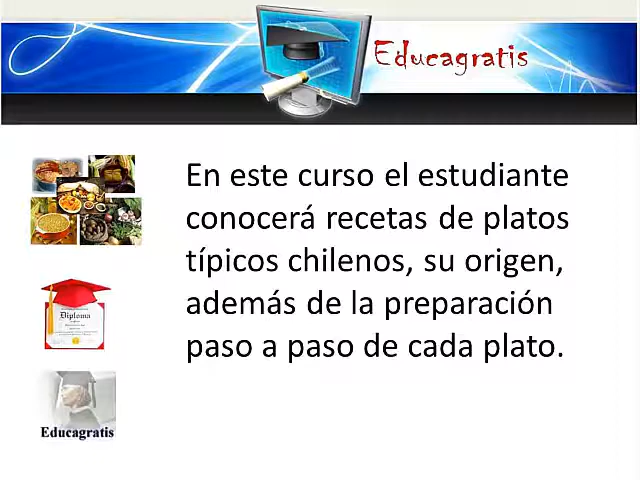 Educagratis
En este curso el estudiante
conocerá recetas de platos
típicos chilenos, su origen,
además de la preparación
paso a paso de cada plato.
Diploma
Educagratis